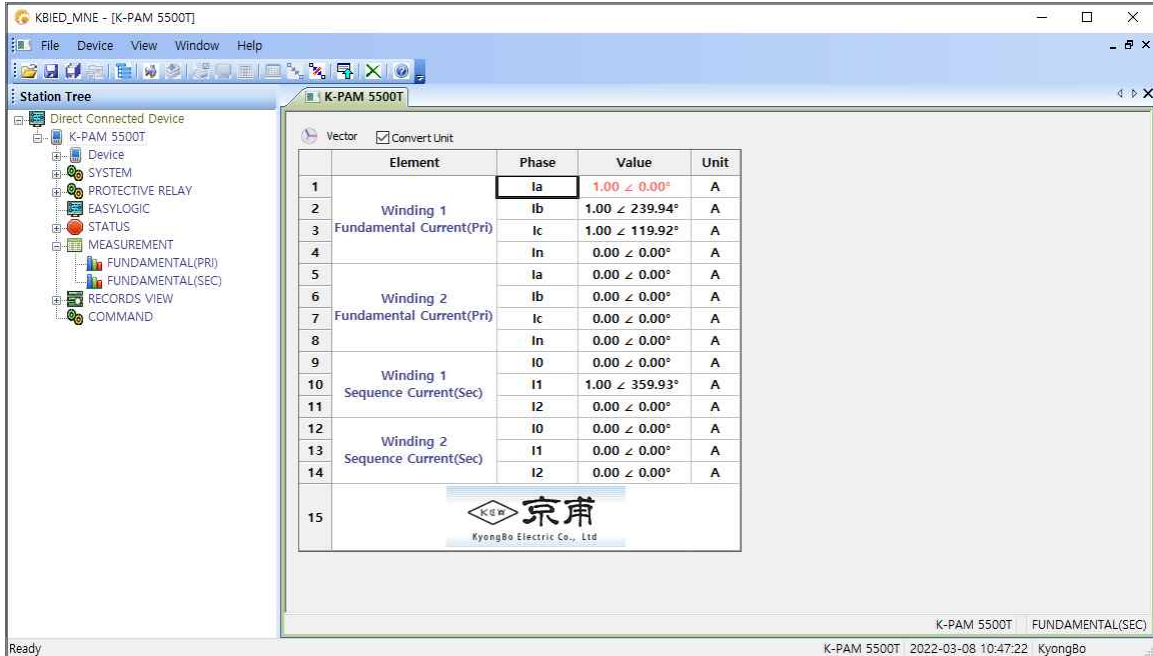 KBIED_MNE - [K-PAM 5500T]
File Device View Window Help
Station Tree
Direct Connected Device
K-PAM 5500T
Device
SYSTEM
PROTECTIVE RELAY
EASYLOGIC
STATUS
MEASUREMENT
FUNDAMENTAL(PRI)
FUNDAMENTAL(SEC)
RECORDS VIEW
COMMAND
K-PAM 5500T
Vector Convert Unit
Element Phase Value Unit
1 Ia 1.00 ∠ 0.00° A
2 Winding 1 Ib 1.00 ∠ 239.94° A
3 Fundamental Current(Pri) Ic 1.00 ∠ 119.92° A
4 In 0.00 ∠ 0.00° A
5 Ia 0.00 ∠ 0.00° A
6 Winding 2 Ib 0.00 ∠ 0.00° A
7 Fundamental Current(Pri) Ic 0.00 ∠ 0.00° A
8 In 0.00 ∠ 0.00° A
9 I0 0.00 ∠ 0.00° A
Winding 1
10 I1 1.00 ∠ 359.93° A
Sequence Current(Sec)
11 I2 0.00 ∠ 0.00° A
12 I0 0.00 ∠ 0.00° A
Winding 2
13 I1 0.00 ∠ 0.00° A
Sequence Current(Sec)
14 I2 0.00 ∠ 0.00° A
15 京甫
KyongBo Electric Co., Ltd
K-PAM 5500T FUNDAMENTAL(SEC)
Ready K-PAM 5500T 2022-03-08 10:47:22 KyongBo